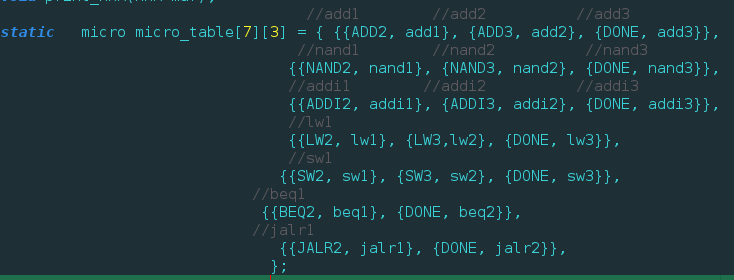 //add1 //add2 //add3
static micro micro_table[7][3] = { {{ADD2, add1}, {ADD3, add2}, {DONE, add3}},
//nand1 //nand2 //nand3
{{NAND2, nand1}, {NAND3, nand2}, {DONE, nand3}},
//addi1 //addi2 //addi3
{{ADDI2, addi1}, {ADDI3, addi2}, {DONE, addi3}},
//lw1
{{LW2, lw1}, {LW3,lw2}, {DONE, lw3}},
//sw1
{{SW2, sw1}, {SW3, sw2}, {DONE, sw3}},
//beq1
{{BEQ2, beq1}, {DONE, beq2}},
//jalr1
{{JALR2, jalr1}, {DONE, jalr2}},
};